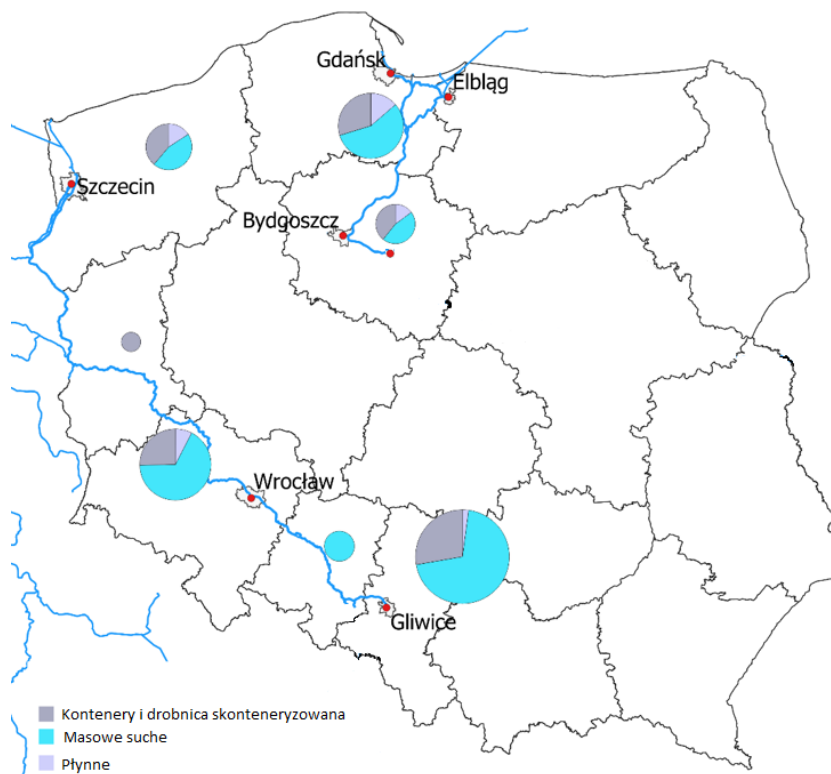 Gdańsk
Elbląg
Szczecin
Bydgoszcz
Wrocław
Gliwice
Kontenery i drobnica skonteneryzowana
Masowe suche
Płynne